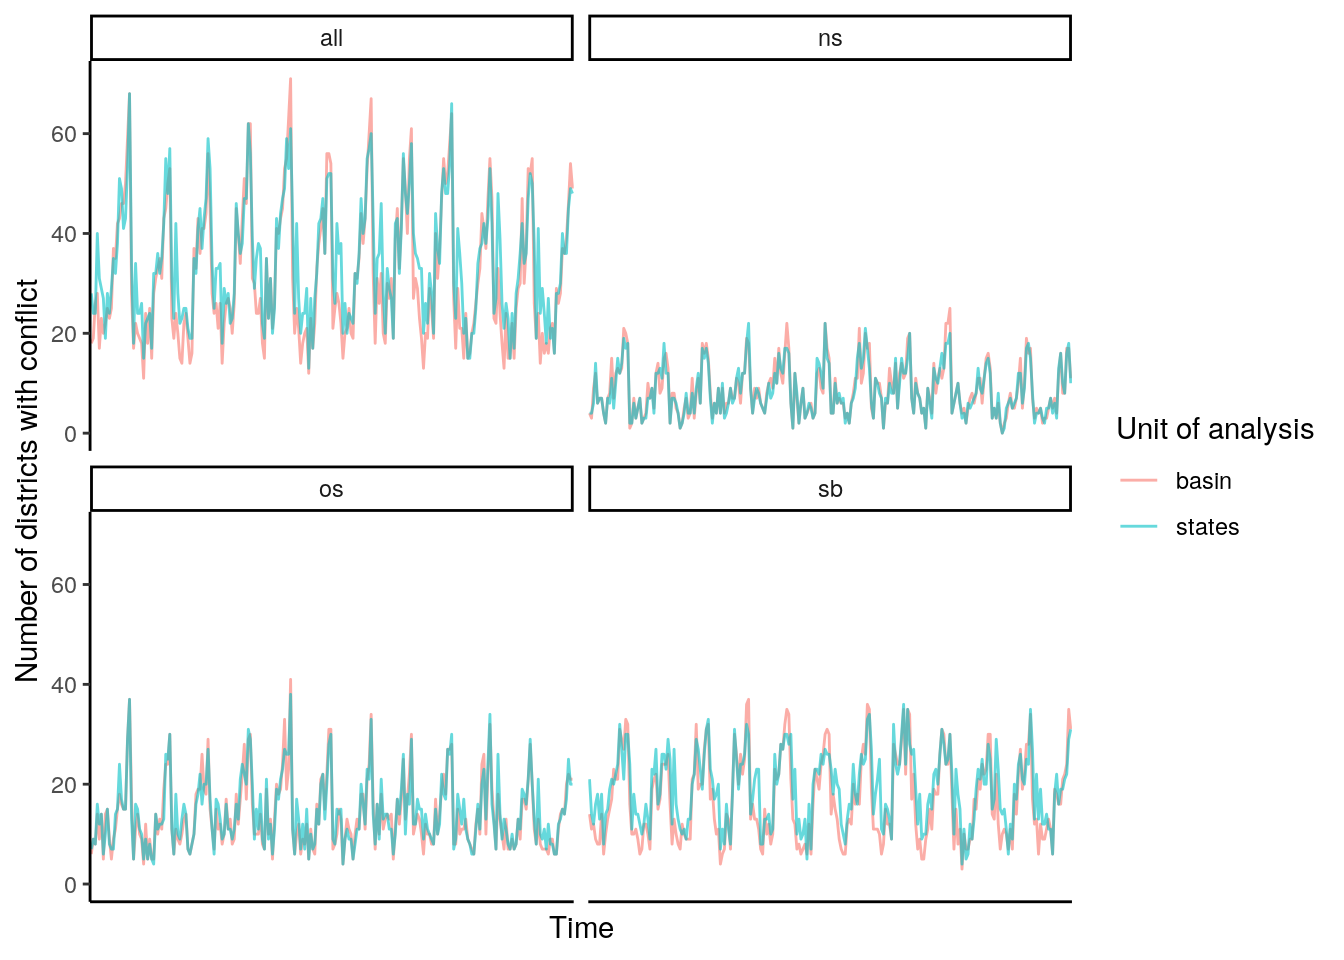 all
ns
60
40
20
0
os
sb
60
40
20
0
Number of districts with conflict
Time
Unit of analysis
basin
states